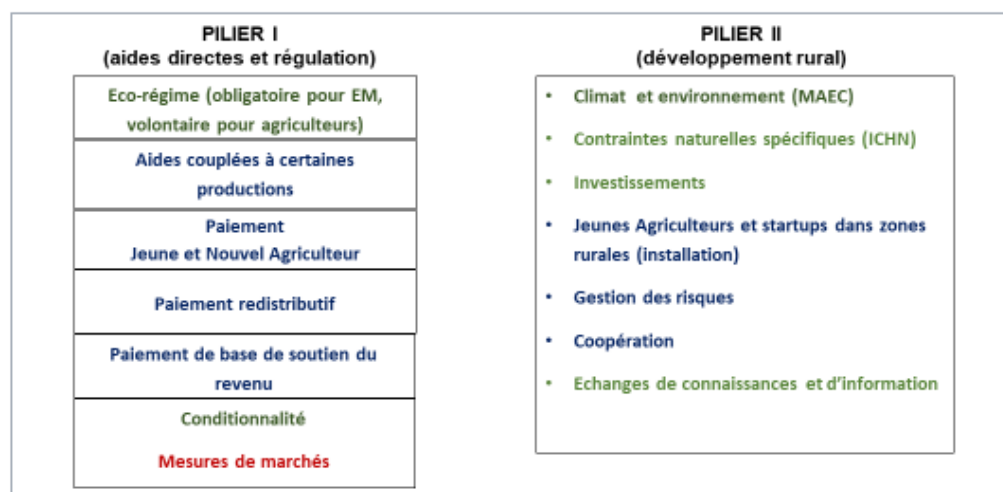 PILIER I
(aides directes et régulation)
Eco-régime (obligatoire pour EM,
volontaire pour agriculteurs)
Aides couplées à certaines
productions
Paiement
Jeune et Nouvel Agriculteur
Paiement redistributif
Paiement de base de soutien du
revenu
Conditionnalité
Mesures de marchés
PILIER II
(développement rural)
• Climat et environnement (MAEC)
• Contraintes naturelles spécifiques (ICHN)
• Investissements
• Jeunes Agriculteurs et startups dans zones
rurales (installation)
• Gestion des risques
• Coopération
• Echanges de connaissances et d'information